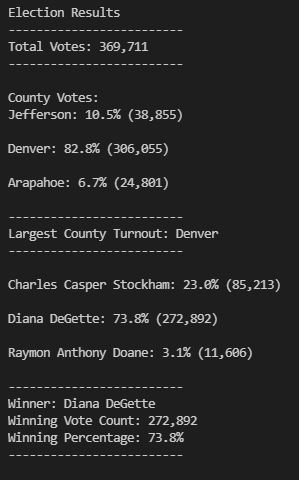 Election Results
-------------------------
Total Votes: 369,711
-------------------------
County Votes:
Jefferson: 10.5% (38,855)
Denver: 82.8% (306,055)
Arapahoe: 6.7% (24,801)
-------------------------
Largest County Turnout: Denver
-------------------------
Charles Casper Stockham: 23.0% (85,213)
Diana DeGette: 73.8% (272,892)
Raymon Anthony Doane: 3.1% (11,606)
-------------------------
Winner: Diana DeGette
Winning Vote Count: 272,892
Winning Percentage: 73.8%
-------------------------